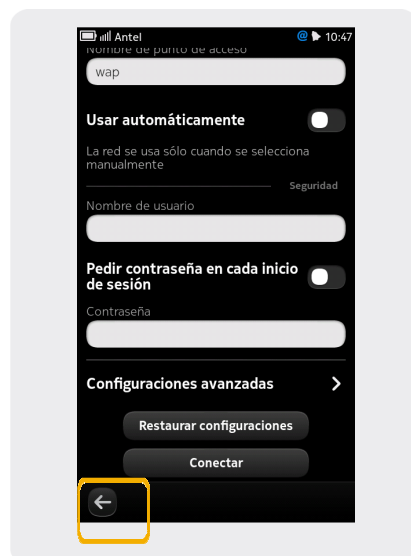 Antel
@ 10:47
Nombre de punto de acceso
wap
Usar automáticamente
La red se usa sólo cuando se selecciona
manualmente
Seguridad
Nombre de usuario
Pedir contraseña en cada inicio
de sesión
Contraseña
Configuraciones avanzadas
Restaurar configuraciones
Conectar